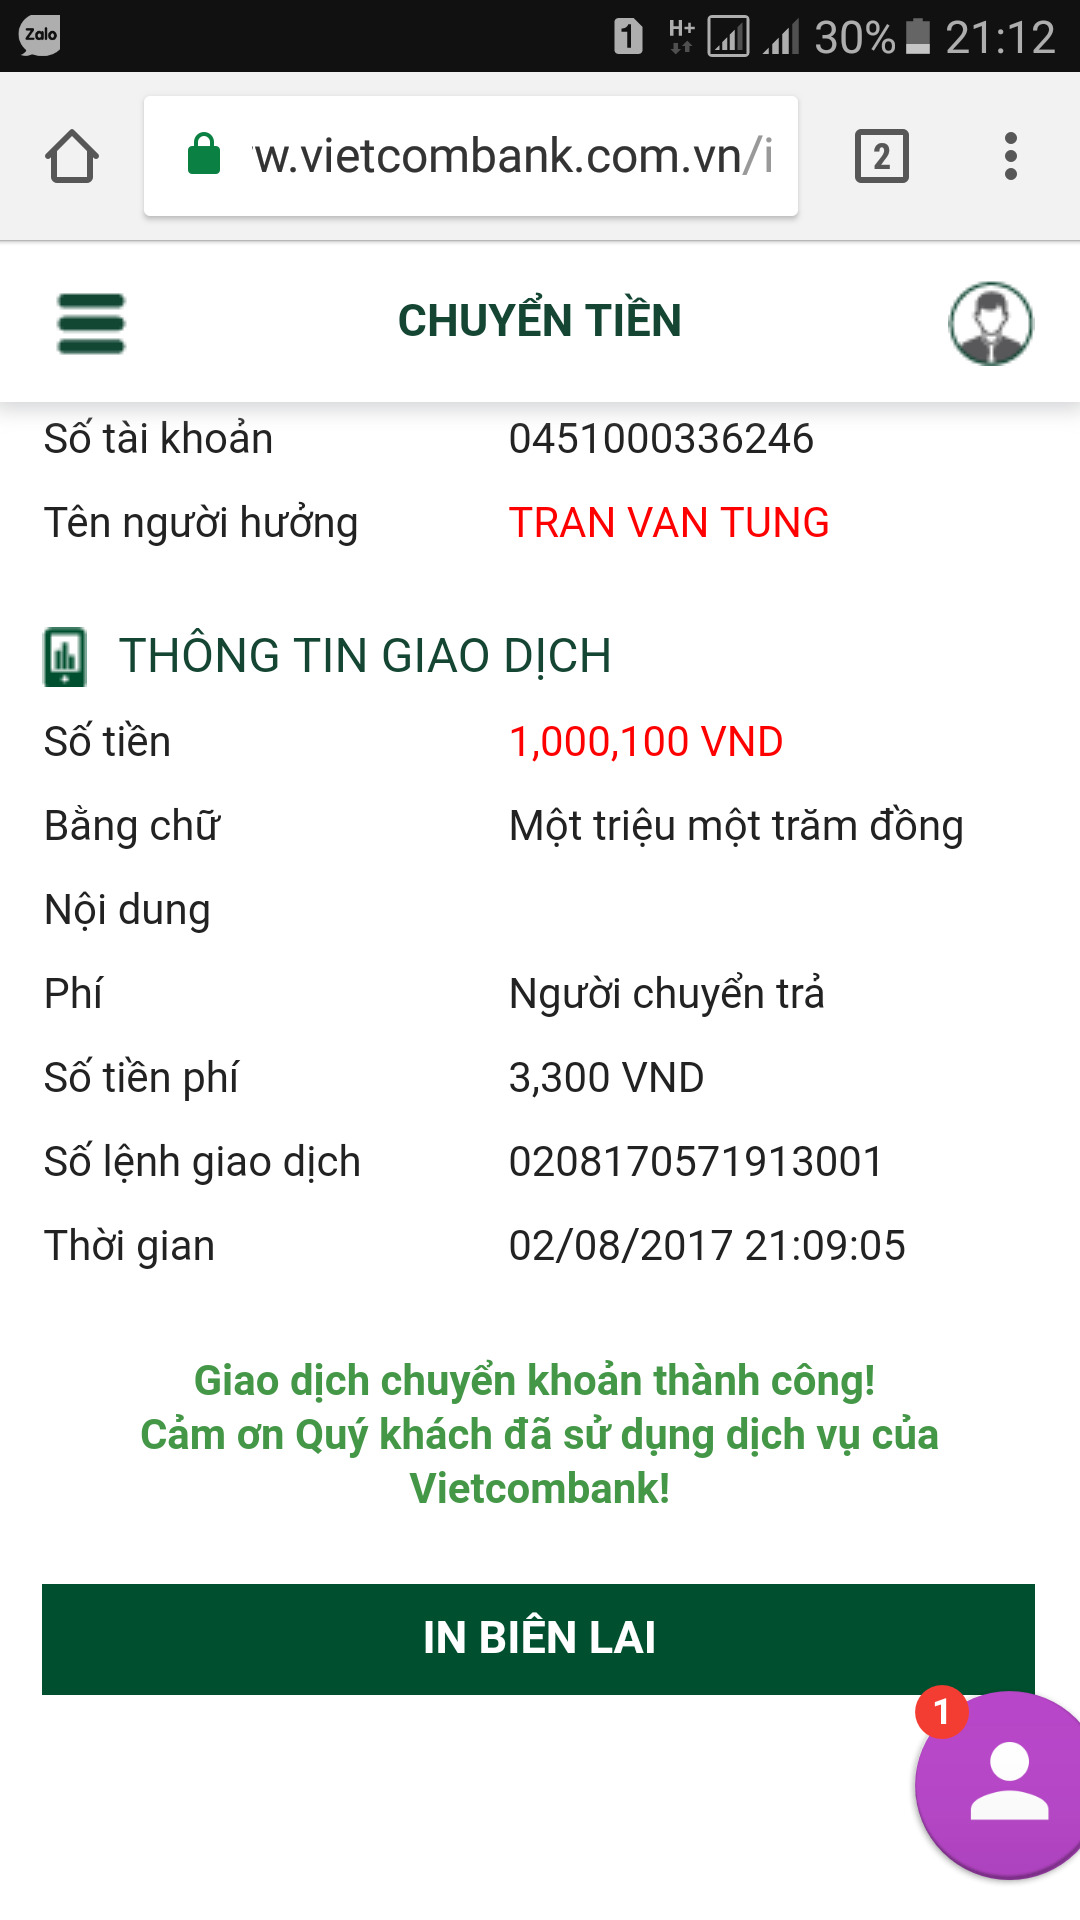 Zalo 1 H+ 30% 21:12
w.vietcombank.com.vn/i 2
CHUYỂN TIỀN
Số tài khoản 0451000336246
Tên người hưởng TRAN VAN TUNG
THÔNG TIN GIAO DỊCH
Số tiền 1,000,100 VND
Bằng chữ Một triệu một trăm đồng
Nội dung
Phí Người chuyển trả
Số tiền phí 3,300 VND
Số lệnh giao dịch 0208170571913001
Thời gian 02/08/2017 21:09:05
Giao dịch chuyển khoản thành công!
Cảm ơn Quý khách đã sử dụng dịch vụ của
Vietcombank!
IN BIÊN LAI
1